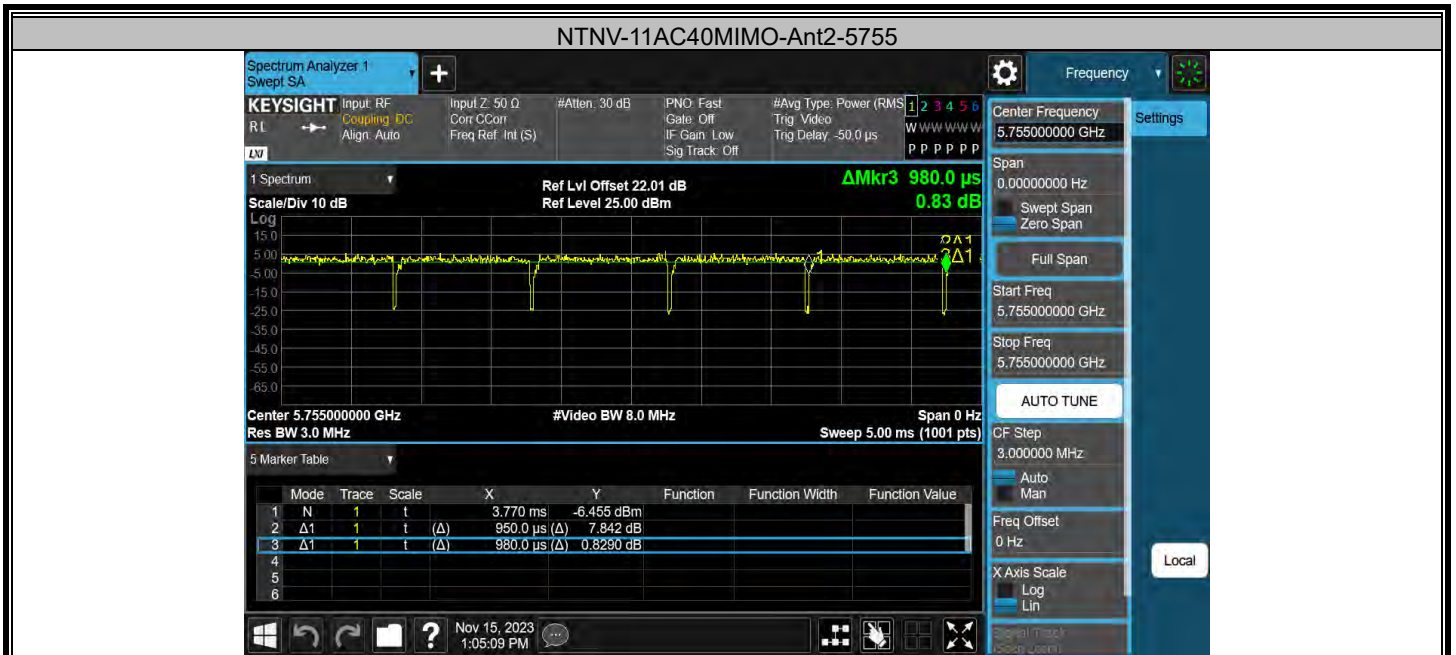 NTNV-11AC40MIMO-Ant2-5755
Spectrum Analyzer 1
Swept SA
+
Frequency
KEYSIGHT
RL
LXI
Input: RF
Coupling: DC
Align: Auto
Input Z: 50 Ω
Corr CCorr
Freq Ref: Int (S)
#Atten: 30 dB
PNO: Fast
Gate: Off
IF Gain: Low
Sig Track: Off
#Avg Type: Power (RMS
Trig: Video
Trig Delay: -50.0 µs
1 2 3 4 5 6
W W W W W W
P P P P P P
1 Spectrum
Scale/Div 10 dB
Ref Lvl Offset 22.01 dB
Ref Level 25.00 dBm
ΔMkr3 980.0 µs
0.83 dB
Log
15.0
5.00
-5.00
-15.0
-25.0
-35.0
-45.0
-55.0
-65.0
1
2Δ1
3Δ1
Center 5.755000000 GHz
#Video BW 8.0 MHz
Span 0 Hz
Res BW 3.0 MHz
Sweep 5.00 ms (1001 pts)
5 Marker Table
Mode Trace Scale X Y Function Function Width Function Value
1 N 1 t 3.770 ms -6.455 dBm
2 Δ1 1 t (Δ) 950.0 µs (Δ) 7.842 dB
3 Δ1 1 t (Δ) 980.0 µs (Δ) 0.8290 dB
4
5
6
Nov 15, 2023
1:05:09 PM
?
Center Frequency
5.755000000 GHz
Settings
Span
0.00000000 Hz
Swept Span
Zero Span
Full Span
Start Freq
5.755000000 GHz
Stop Freq
5.755000000 GHz
AUTO TUNE
CF Step
3.000000 MHz
Auto
Man
Freq Offset
0 Hz
X Axis Scale
Log
Lin
Signal Track
(Span Zoom)
Local